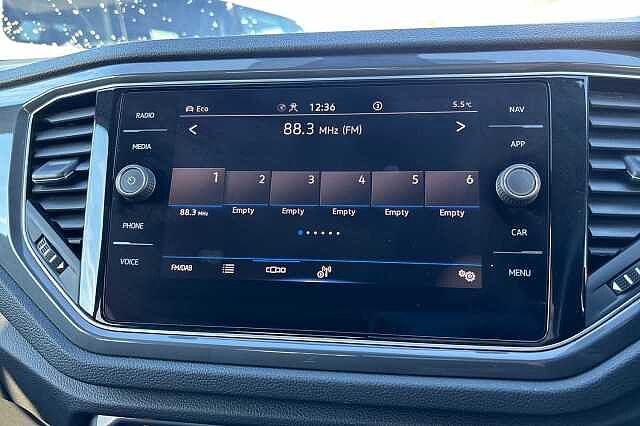 RADIO
MEDIA
PHONE
VOICE
Eco
12:36
3
5.5℃
< 88.3 MHz (FM) >
1 2 3 4 5 6
88.3 MHz Empty Empty Empty Empty Empty
FM/DAB
NAV
APP
CAR
MENU